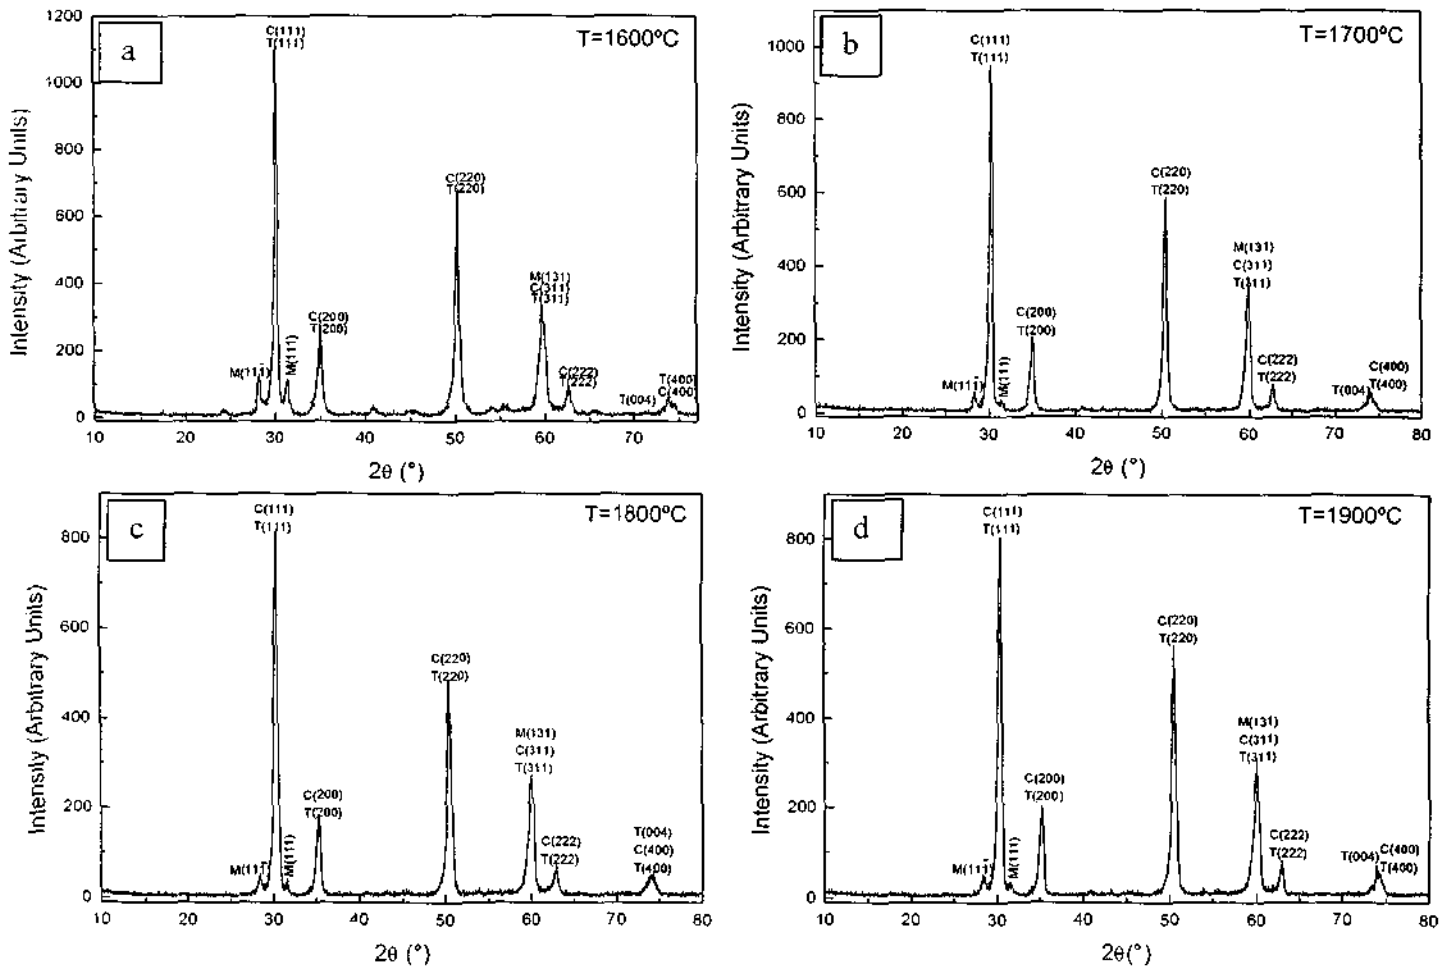 a
T=1600ºC
C(111)
T(111)
C(220)
T(220)
M(131)
C(311)
T(311)
C(200)
T(200)
M(111̄)
M(111)
C(222)
T(222)
T(004)
T(400)
C(400)
1200
1000
800
600
400
200
0
10
20
30
40
50
60
70
Intensity (Arbitrary Units)
2θ (°)
b
T=1700ºC
C(111)
T(111)
C(220)
T(220)
M(131)
C(311)
T(311)
C(200)
T(200)
M(111̄)
M(111)
C(222)
T(222)
T(004)
C(400)
T(400)
1000
800
600
400
200
0
10
20
30
40
50
60
70
80
Intensity (Arbitrary Units)
2θ (°)
c
T=1800ºC
C(111)
T(111)
C(220)
T(220)
M(131)
C(311)
T(311)
C(200)
T(200)
M(111̄)
M(111)
C(222)
T(222)
T(004)
C(400)
T(400)
800
600
400
200
0
10
20
30
40
50
60
70
80
Intensity (Arbitrary Units)
2θ (°)
d
T=1900ºC
C(111)
T(111)
C(220)
T(220)
M(131)
C(311)
T(311)
C(200)
T(200)
M(111̄)
M(111)
C(222)
T(222)
T(004)
C(400)
T(400)
800
600
400
200
0
10
20
30
40
50
60
70
80
Intensity (Arbitrary Units)
2θ(°)